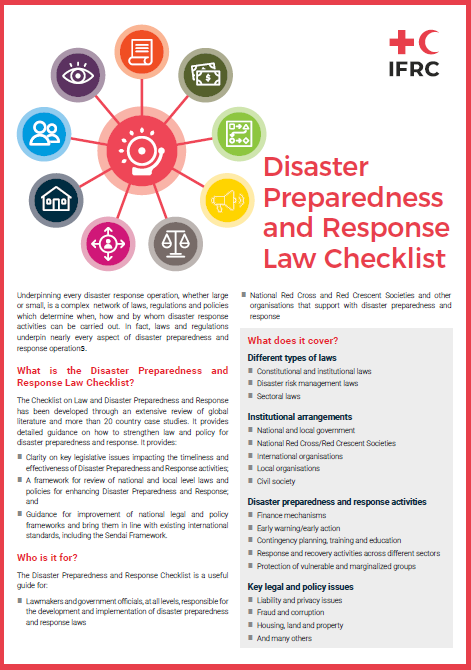 IFRC
Disaster
Preparedness
and Response
Law Checklist
Underpinning every disaster response operation, whether large
or small, is a complex network of laws, regulations and policies
which determine when, how and by whom disaster response
activities can be carried out. In fact, laws and regulations
underpin nearly every aspect of disaster preparedness and
response operations.
What is the Disaster Preparedness and
Response Law Checklist?
The Checklist on Law and Disaster Preparedness and Response
has been developed through an extensive review of global
literature and more than 20 country case studies. It provides
detailed guidance on how to strengthen law and policy for
disaster preparedness and response. It provides:
Clarity on key legislative issues impacting the timeliness and
effectiveness of Disaster Preparedness and Response activities;
A framework for review of national and local level laws and
policies for enhancing Disaster Preparedness and Response;
and
Guidance for improvement of national legal and policy
frameworks and bring them in line with existing international
standards, including the Sendai Framework.
Who is it for?
The Disaster Preparedness and Response Checklist is a useful
guide for:
Lawmakers and government officials, at all levels, responsible for
the development and implementation of disaster preparedness
and response laws
National Red Cross and Red Crescent Societies and other
organisations that support with disaster preparedness and
response
What does it cover?
Different types of laws
Constitutional and institutional laws
Disaster risk management laws
Sectoral laws
Institutional arrangements
National and local government
National Red Cross/Red Crescent Societies
International organisations
Local organisations
Civil society
Disaster preparedness and response activities
Finance mechanisms
Early warning/early action
Contingency planning, training and education
Response and recovery activities across different sectors
Protection of vulnerable and marginalized groups
Key legal and policy issues
Liability and privacy issues
Fraud and corruption
Housing, land and property
And many others